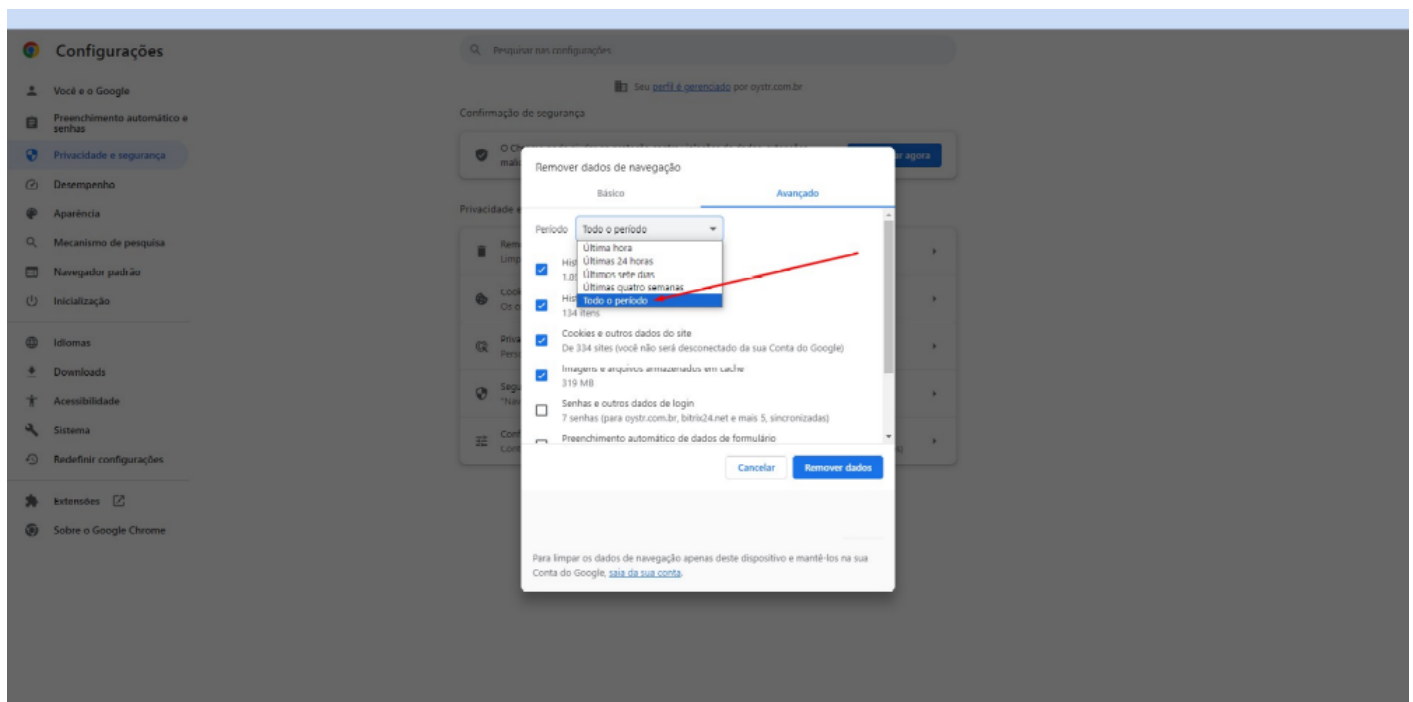 Configurações
Pesquisar nas configurações
Você e o Google
Preenchimento automático e
senhas
Privacidade e segurança
Desempenho
Aparência
Mecanismo de pesquisa
Navegador padrão
Inicialização
Idiomas
Downloads
Acessibilidade
Sistema
Redefinir configurações
Extensões
Sobre o Google Chrome
Seu perfil é gerenciado por oystr.com.br
Confirmação de segurança
O Ch
ar agora
Privacidade e
Remover dados de navegação
Básico
Avançado
Período
Todo o período
Última hora
Últimas 24 horas
Últimos sete dias
Últimas quatro semanas
Todo o período
134 itens
Cookies e outros dados do site
De 334 sites (você não será desconectado da sua Conta do Google)
Imagens e arquivos armazenados em cache
319 MB
Senhas e outros dados de login
7 senhas (para oystr.com.br, bitrix24.net e mais 5, sincronizadas)
Preenchimento automático de dados de formulário
Cancelar
Remover dados
Para limpar os dados de navegação apenas deste dispositivo e mantê-los na sua
Conta do Google, saia da sua conta.